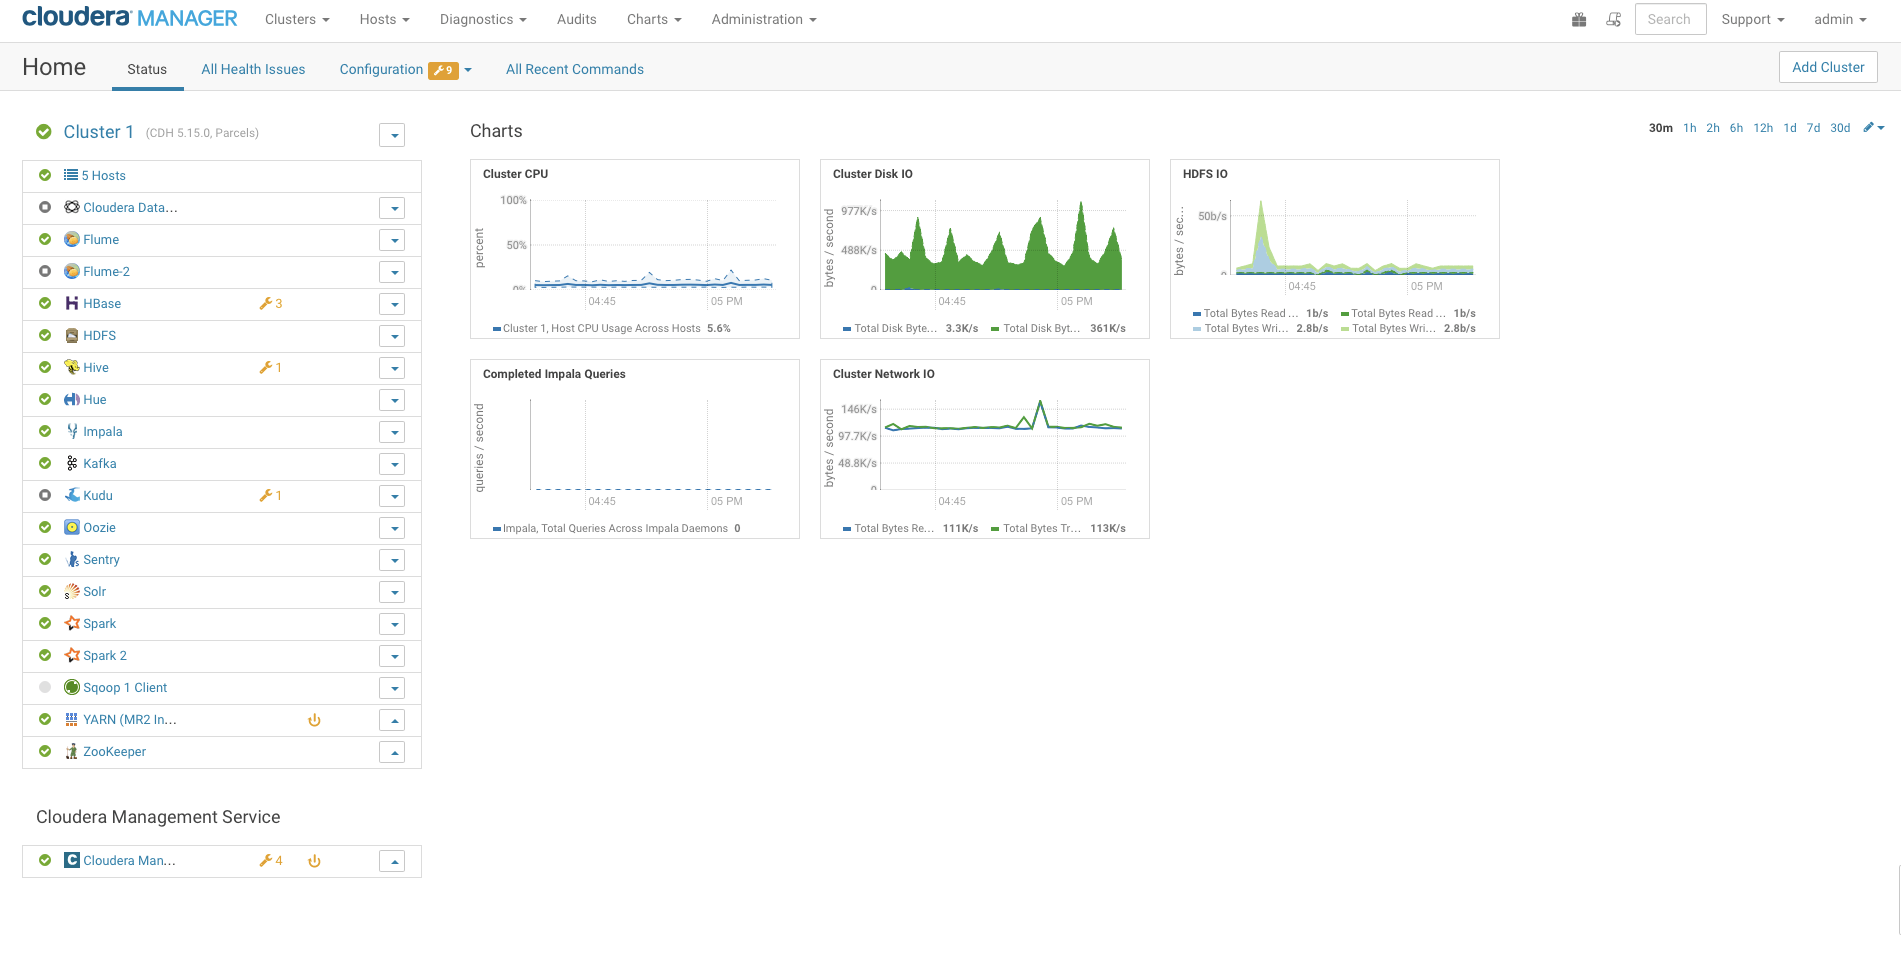 cloudera MANAGER Clusters Hosts Diagnostics Audits Charts Administration Search Support admin
Home Status All Health Issues Configuration 9 All Recent Commands Add Cluster
Cluster 1 (CDH 5.15.0, Parcels)
5 Hosts
Cloudera Data...
Flume
Flume-2
HBase 3
HDFS
Hive 1
Hue
Impala
Kafka
Kudu 1
Oozie
Sentry
Solr
Spark
Spark 2
Sqoop 1 Client
YARN (MR2 In...
ZooKeeper
Cloudera Management Service
Cloudera Man... 4
Charts
30m 1h 2h 6h 12h 1d 7d 30d
Cluster CPU
percent
100%
50%
0%
04:45 05 PM
Cluster 1, Host CPU Usage Across Hosts 5.6%
Cluster Disk IO
bytes / second
977K/s
488K/s
0
04:45 05 PM
Total Disk Byte... 3.3K/s Total Disk Byt... 361K/s
HDFS IO
bytes / sec...
50b/s
0
04:45 05 PM
Total Bytes Read ... 1b/s Total Bytes Read ... 1b/s
Total Bytes Wri... 2.8b/s Total Bytes Wri... 2.8b/s
Completed Impala Queries
queries / second
04:45 05 PM
Impala, Total Queries Across Impala Daemons 0
Cluster Network IO
bytes / second
146K/s
97.7K/s
48.8K/s
0
04:45 05 PM
Total Bytes Re... 111K/s Total Bytes Tr... 113K/s